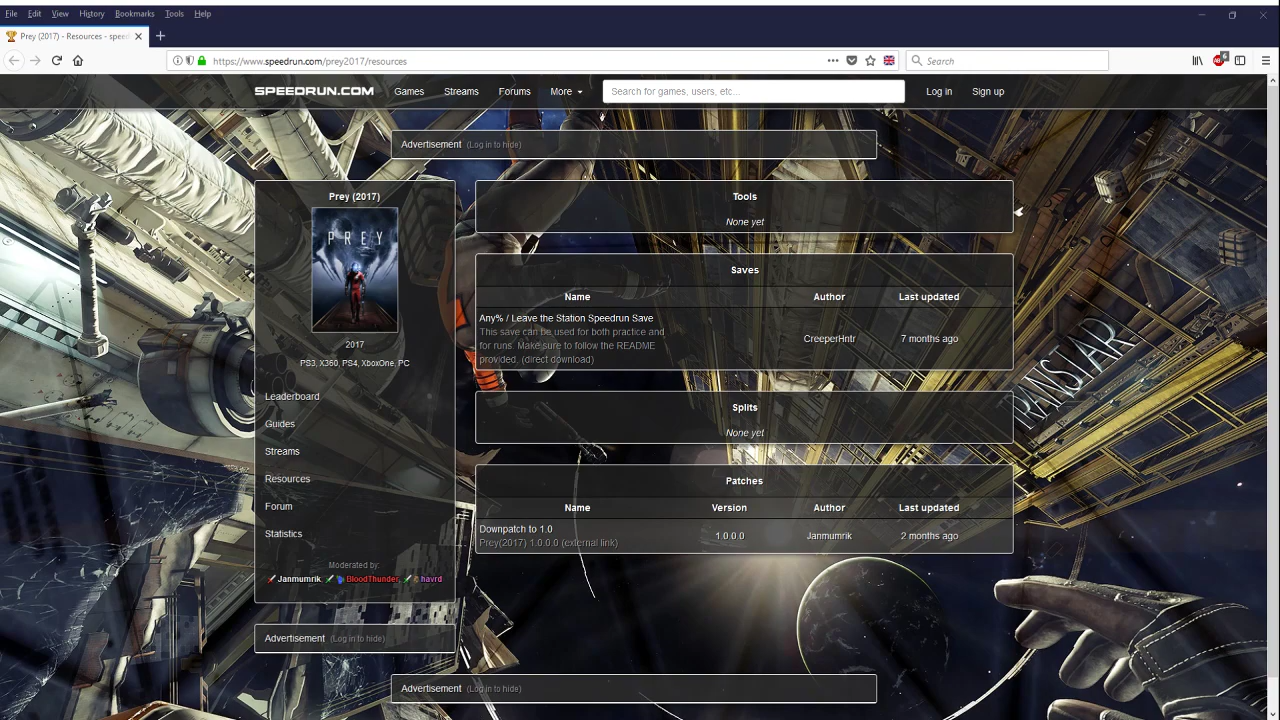 File Edit View History Bookmarks Tools Help
Prey (2017) - Resources - speed
https://www.speedrun.com/prey2017/resources
Search
SPEEDRUN.COM Games Streams Forums More Search for games, users, etc... Log in Sign up
Advertisement (Log in to hide)
Prey (2017)
PREY
2017
PS3, X360, PS4, XboxOne, PC
Leaderboard
Guides
Streams
Resources
Forum
Statistics
Moderated by:
Janmumrik BloodThunder havrd
Advertisement (Log in to hide)
Tools
None yet
Saves
Name Author Last updated
Any% / Leave the Station Speedrun Save
This save can be used for both practice and
for runs. Make sure to follow the README
provided. (direct download)
CreeperHntr 7 months ago
Splits
None yet
Patches
Name Version Author Last updated
Downpatch to 1.0
Prey(2017) 1.0.0.0 (external link)
1.0.0.0 Janmumrik 2 months ago
TRANSTAR
Advertisement (Log in to hide)